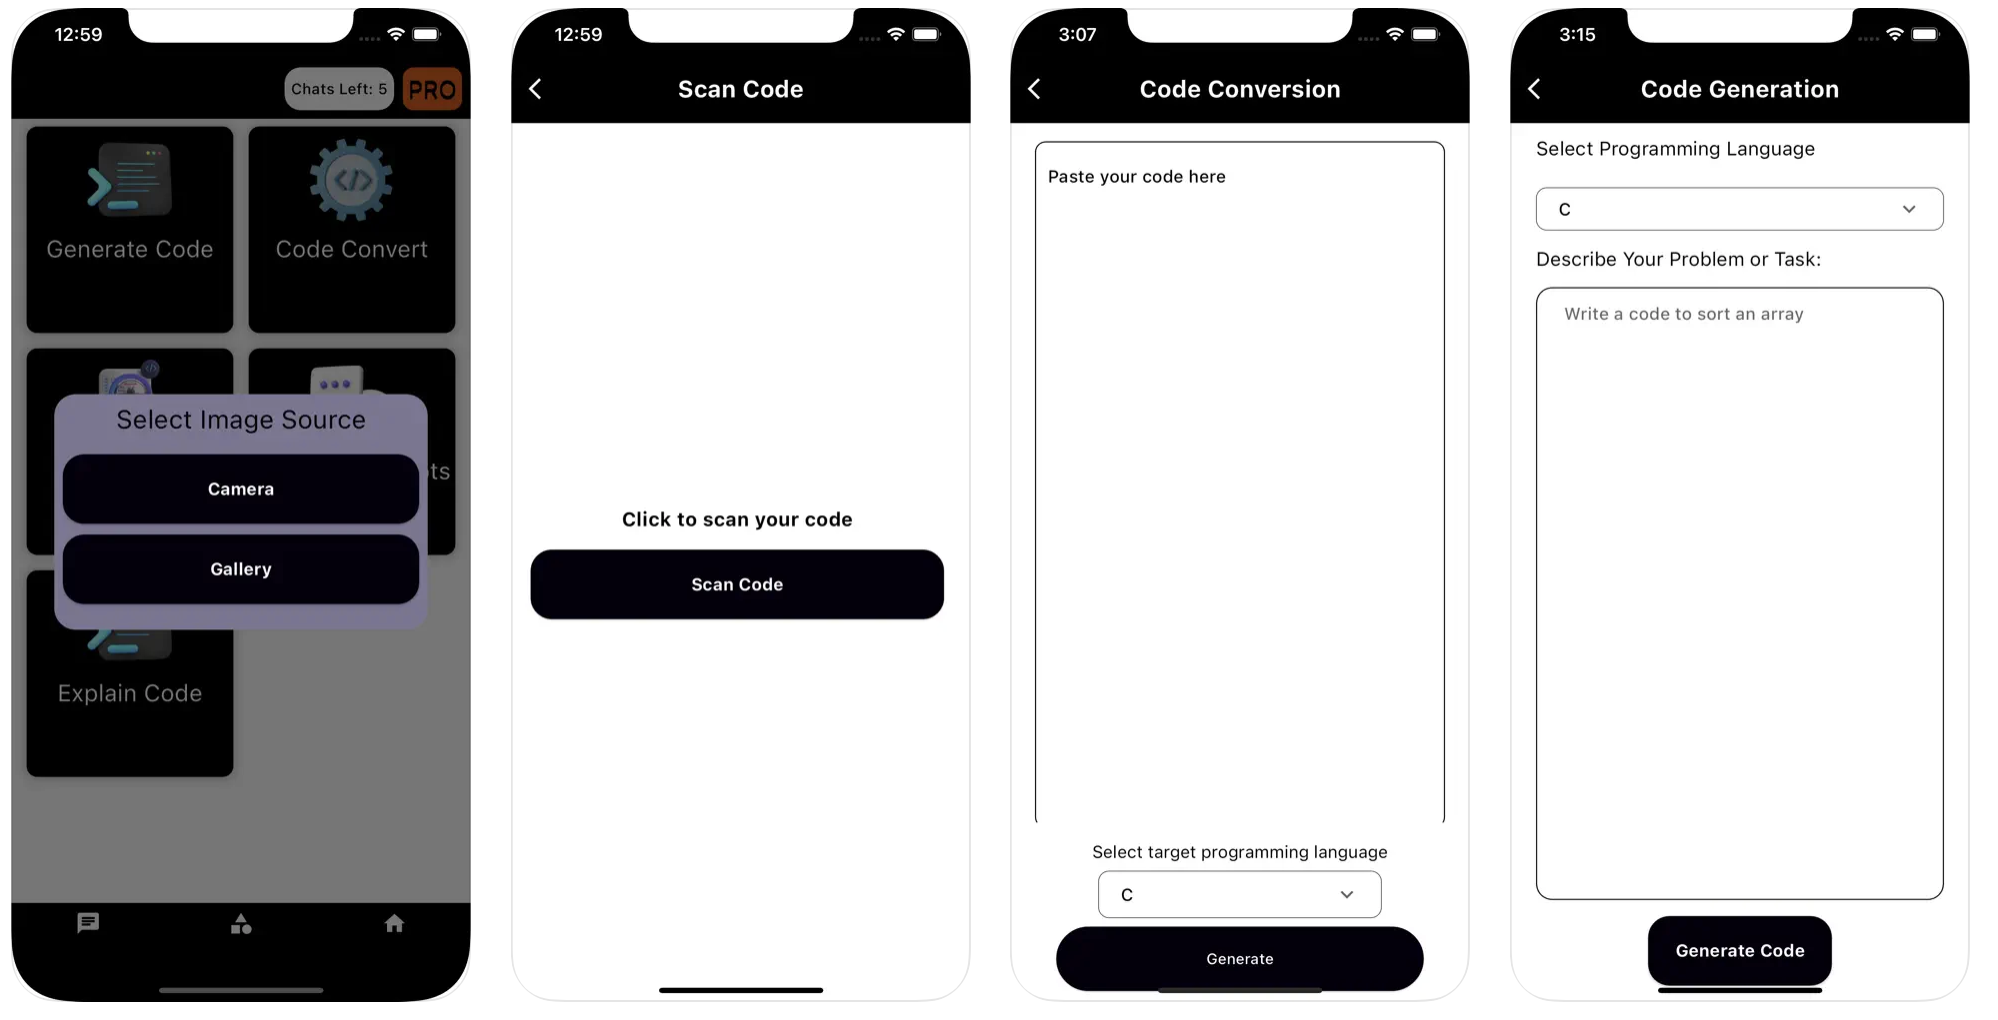 12:59
Chats Left: 5
PRO
Generate Code
Code Convert
Select Image Source
ts
Camera
Gallery
Explain Code
12:59
Scan Code
Click to scan your code
Scan Code
3:07
Code Conversion
Paste your code here
Select target programming language
C
Generate
3:15
Code Generation
Select Programming Language
C
Describe Your Problem or Task:
Write a code to sort an array
Generate Code